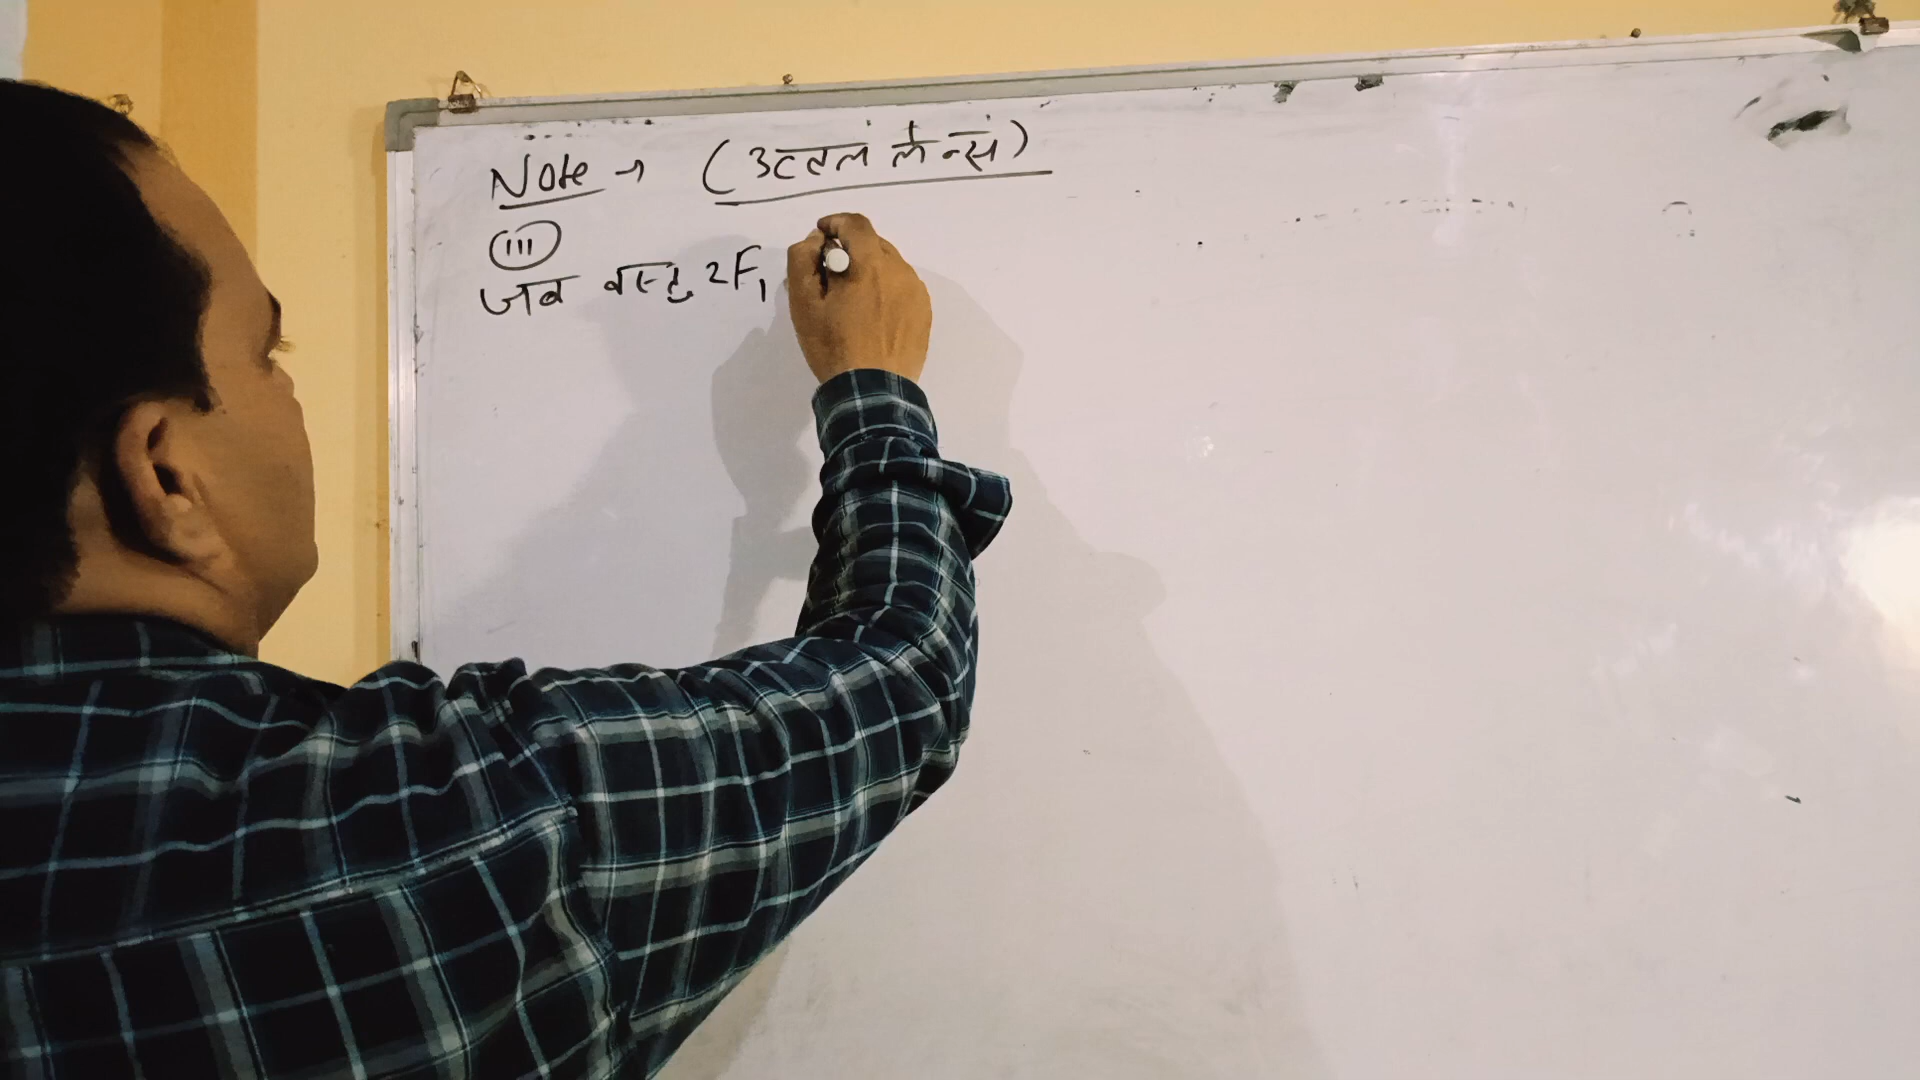 Note → (उत्तल लेन्स)
(iii)
जब वस्तु 2F₁